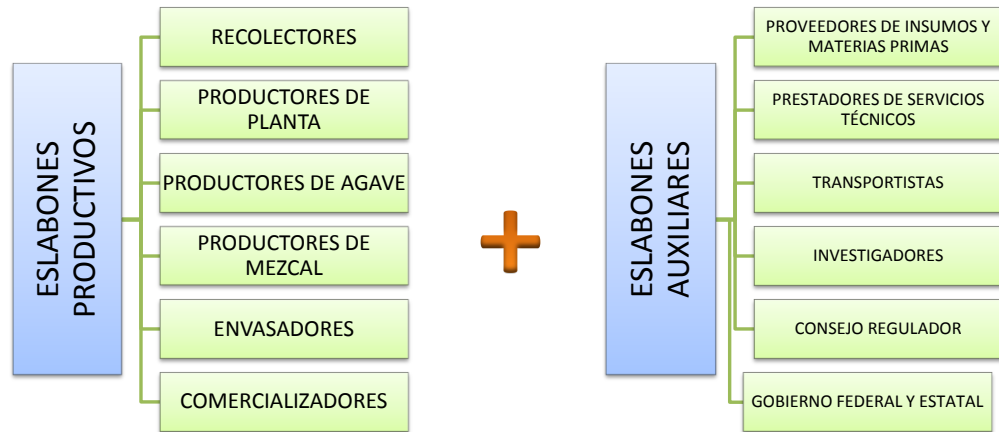 ESLABONES
PRODUCTIVOS
RECOLECTORES
PRODUCTORES DE
PLANTA
PRODUCTORES DE AGAVE
PRODUCTORES DE
MEZCAL
ENVASADORES
COMERCIALIZADORES
ESLABONES
AUXILIARES
PROVEEDORES DE INSUMOS Y
MATERIAS PRIMAS
PRESTADORES DE SERVICIOS
TÉCNICOS
TRANSPORTISTAS
INVESTIGADORES
CONSEJO REGULADOR
GOBIERNO FEDERAL Y ESTATAL